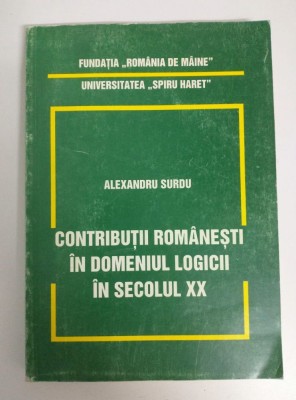 FUNDAȚIA „ROMÂNIA DE MÂINE"
UNIVERSITATEA „SPIRU HARET"
ALEXANDRU SURDU
CONTRIBUȚII ROMÂNEȘTI
ÎN DOMENIUL LOGICII
ÎN SECOLUL XX